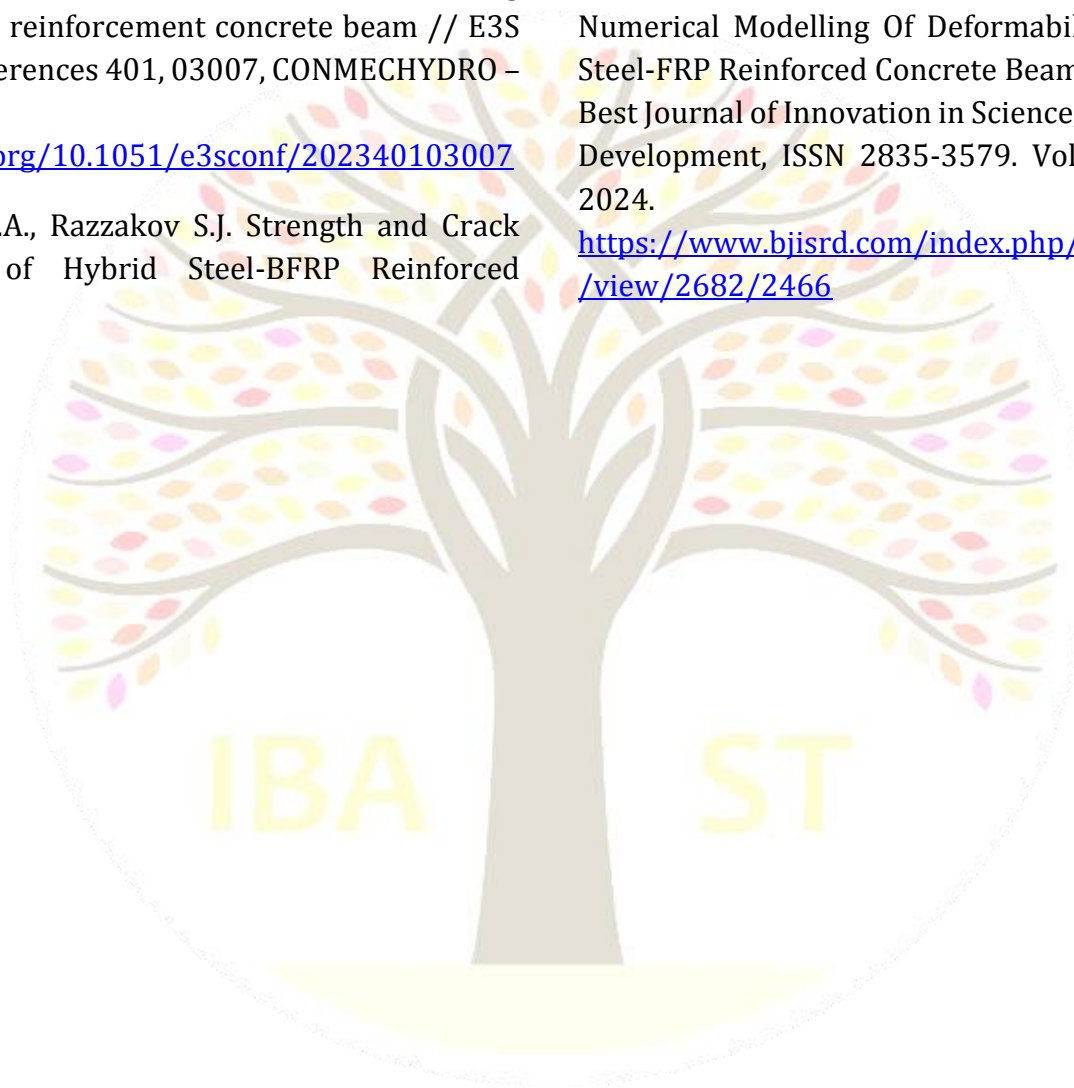 reinforcement concrete beam // E3S
erences 401, 03007, CONMECHYDRO –
org/10.1051/e3sconf/202340103007
.A., Razzakov S.J. Strength and Crack
of Hybrid Steel-BFRP Reinforced
Numerical Modelling Of Deformabil
Steel-FRP Reinforced Concrete Beam
Best Journal of Innovation in Science,
Development, ISSN 2835-3579. Vol
2024.
https://www.bjisrd.com/index.php/
/view/2682/2466
IBA ST